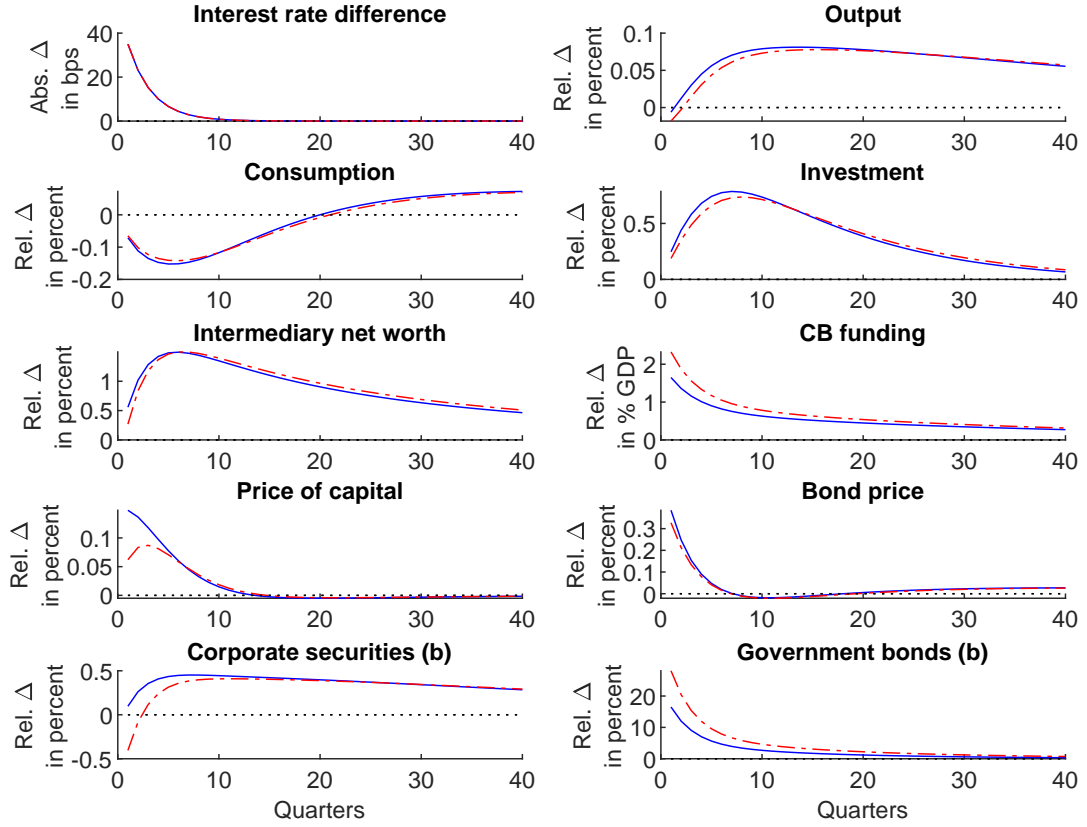 Interest rate difference
Abs. Δ
in bps
40
20
0
0 10 20 30 40
Output
Rel. Δ
in percent
0.1
0.05
0
0 10 20 30 40
Consumption
Rel. Δ
in percent
0
-0.1
-0.2
0 10 20 30 40
Investment
Rel. Δ
in percent
0.5
0
0 10 20 30 40
Intermediary net worth
Rel. Δ
in percent
1
0.5
0
0 10 20 30 40
CB funding
Rel. Δ
in % GDP
2
1
0
0 10 20 30 40
Price of capital
Rel. Δ
in percent
0.1
0.05
0
0 10 20 30 40
Bond price
Rel. Δ
in percent
0.3
0.2
0.1
0
0 10 20 30 40
Corporate securities (b)
Rel. Δ
in percent
0.5
0
-0.5
0 10 20 30 40
Quarters
Government bonds (b)
Rel. Δ
in percent
20
10
0
0 10 20 30 40
Quarters